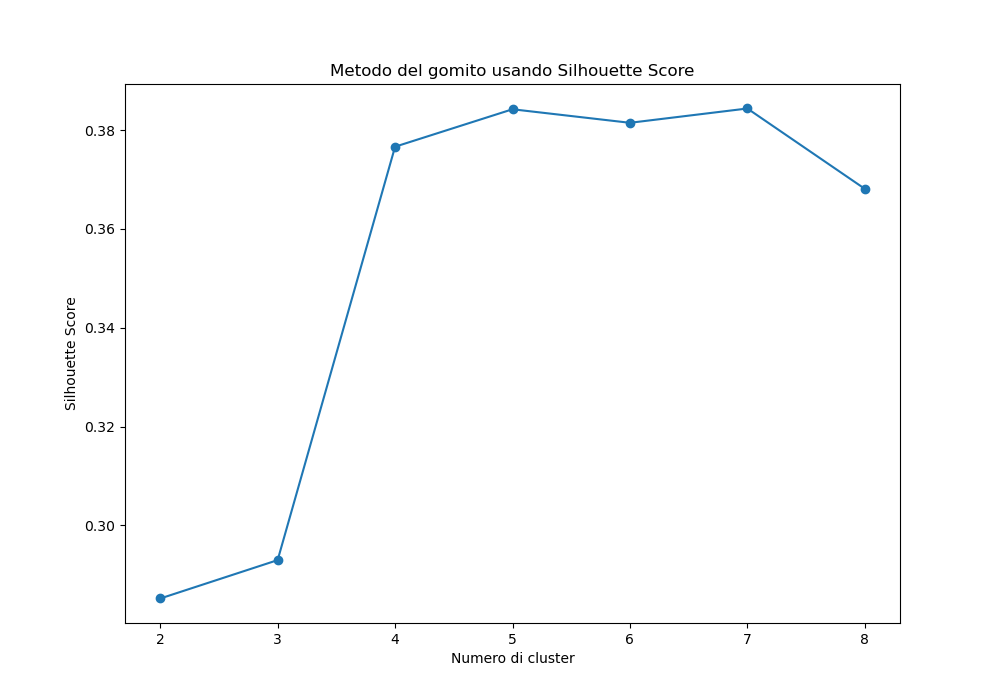 Metodo del gomito usando Silhouette Score
0.38
0.36
0.34
0.32
0.30
Silhouette Score
2 3 4 5 6 7 8
Numero di cluster